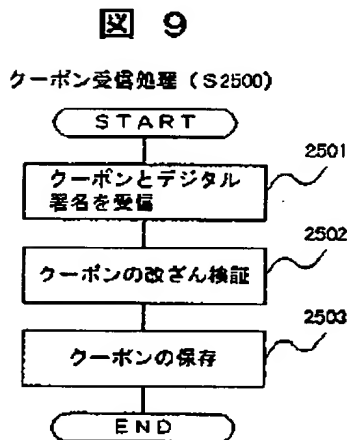 図 9
クーポン受信処理（S2500）
START
2501
クーポンとデジタル
署名を受信
2502
クーポンの改ざん検証
2503
クーポンの保存
END